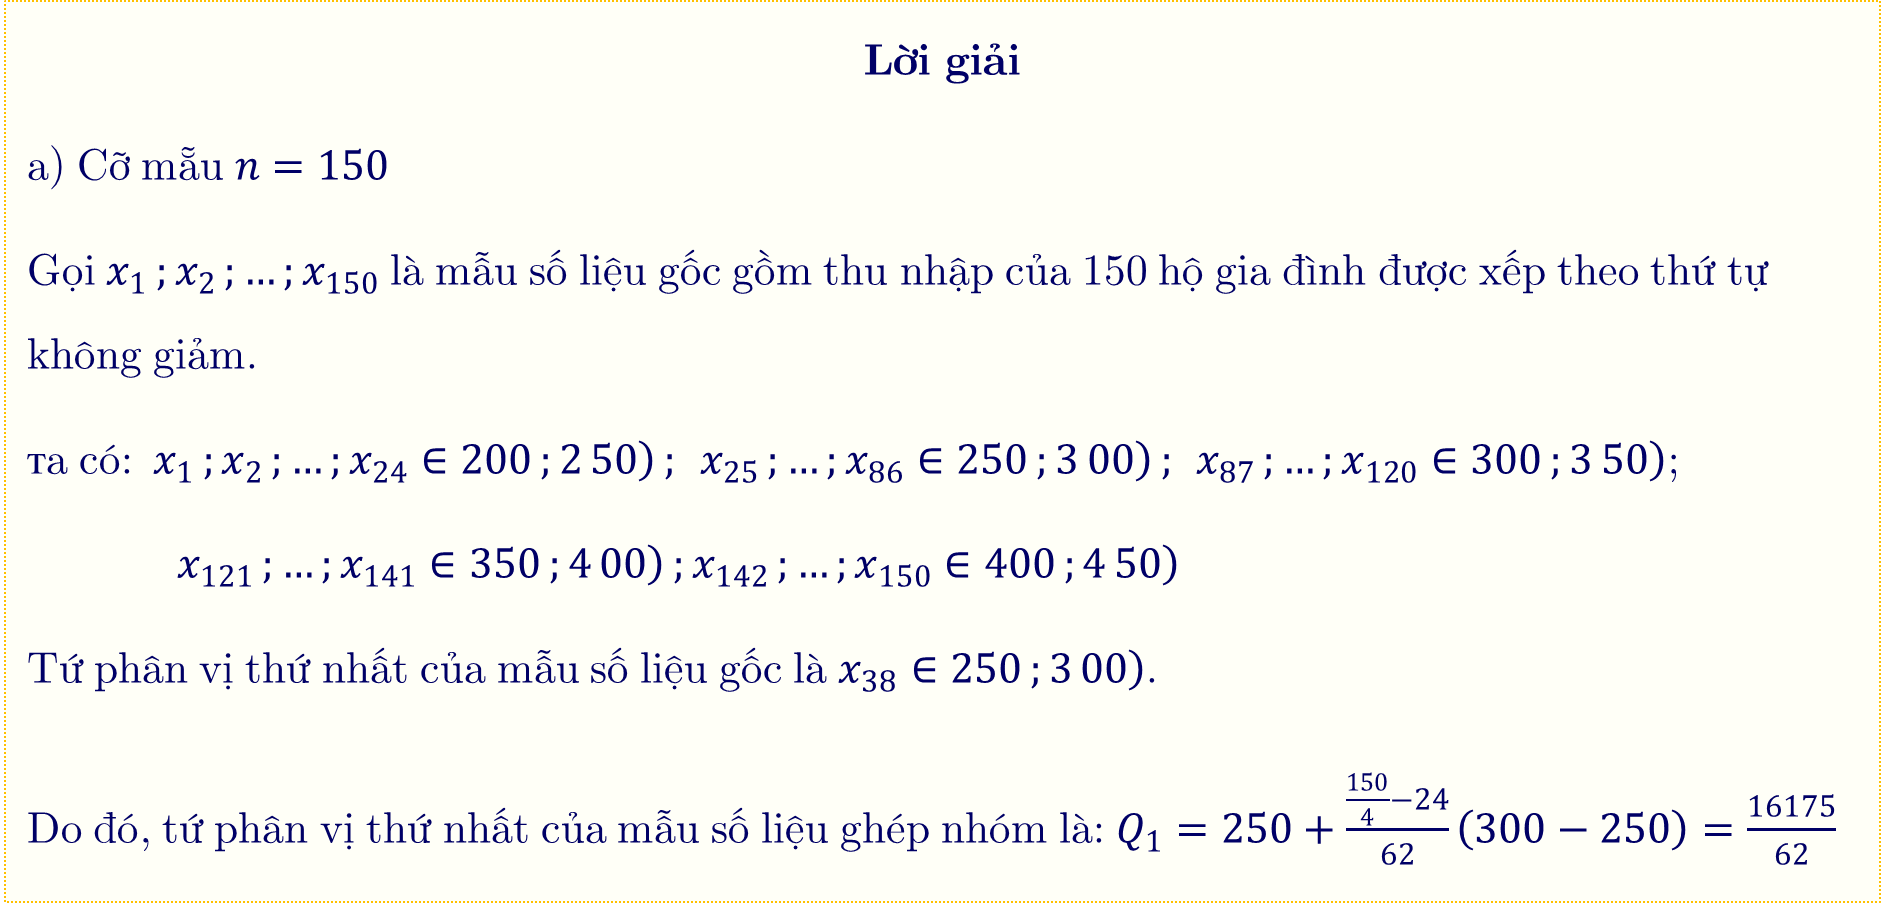 Lời giải
a) Cỡ mẫu n = 150
Gọi x₁ ; x₂ ; … ; x₁₅₀ là mẫu số liệu gốc gồm thu nhập của 150 hộ gia đình được xếp theo thứ tự
không giảm.
ta có: x₁ ; x₂ ; … ; x₂₄ ∈ 200 ; 2 50) ; x₂₅ ; … ; x₈₆ ∈ 250 ; 3 00) ; x₈₇ ; … ; x₁₂₀ ∈ 300 ; 3 50);
x₁₂₁ ; … ; x₁₄₁ ∈ 350 ; 4 00) ; x₁₄₂ ; … ; x₁₅₀ ∈ 400 ; 4 50)
Tứ phân vị thứ nhất của mẫu số liệu gốc là x₃₈ ∈ 250 ; 3 00).
Do đó, tứ phân vị thứ nhất của mẫu số liệu ghép nhóm là: Q₁ = 250 + \frac{\frac{150}{4}−24}{62} (300 − 250) = \frac{16175}{62}